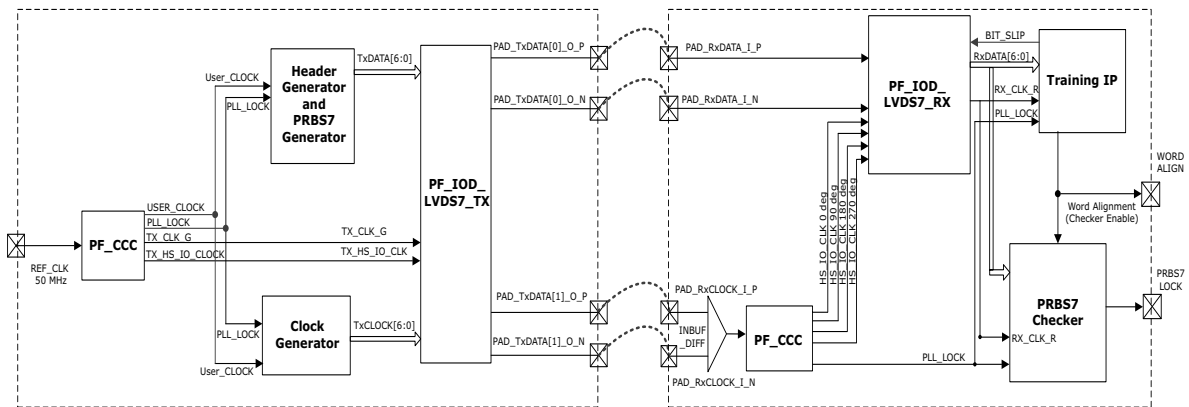 REF_CLK
50 MHz
PF_CCC
USER_CLOCK
PLL_LOCK
TX_CLK_G
TX_HS_IO_CLOCK
User_CLOCK
PLL_LOCK
Header
Generator
and
PRBS7
Generator
TxDATA[6:0]
TX_CLK_G
TX_HS_IO_CLK
PLL_LOCK
User_CLOCK
Clock
Generator
TxCLOCK[6:0]
PF_IOD_
LVDS7_TX
PAD_TxDATA[0]_O_P
PAD_TxDATA[0]_O_N
PAD_TxDATA[1]_O_P
PAD_TxDATA[1]_O_N
PAD_RxDATA_I_P
PAD_RxDATA_I_N
PAD_RxCLOCK_I_P
INBUF
_DIFF
PAD_RxCLOCK_I_N
PF_CCC
HS_IO_CLK 0 deg
HS_IO_CLK 90 deg
HS_IO_CLK 180 deg
HS_IO_CLK 270 deg
PLL_LOCK
PF_IOD_
LVDS7_RX
BIT_SLIP
RxDATA[6:0]
RX_CLK_R
PLL_LOCK
Training IP
Word Alignment
(Checker Enable)
WORD
ALIGN
PRBS7
Checker
RX_CLK_R
PRBS7
LOCK